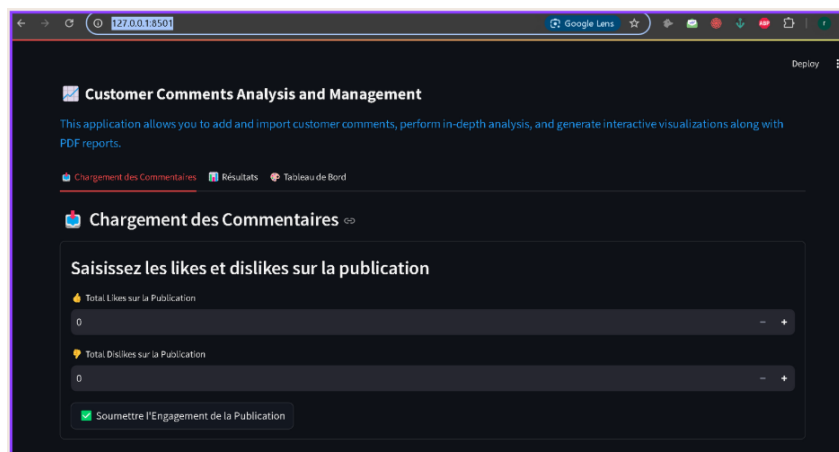 127.0.0.1:8501
Google Lens
Deploy
Customer Comments Analysis and Management
This application allows you to add and import customer comments, perform in-depth analysis, and generate interactive visualizations along with
PDF reports.
Chargement des Commentaires Résultats Tableau de Bord
Chargement des Commentaires
Saisissez les likes et dislikes sur la publication
Total Likes sur la Publication
0
Total Dislikes sur la Publication
0
Soumettre l'Engagement de la Publication